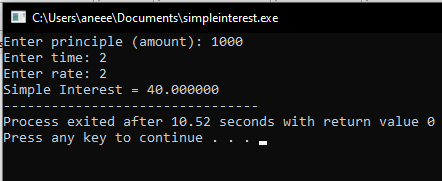 C:\Users\aneee\Documents\simpleinterest.exe
Enter principle (amount): 1000
Enter time: 2
Enter rate: 2
Simple Interest = 40.000000
--------------------------------
Process exited after 10.52 seconds with return value 0
Press any key to continue . . .